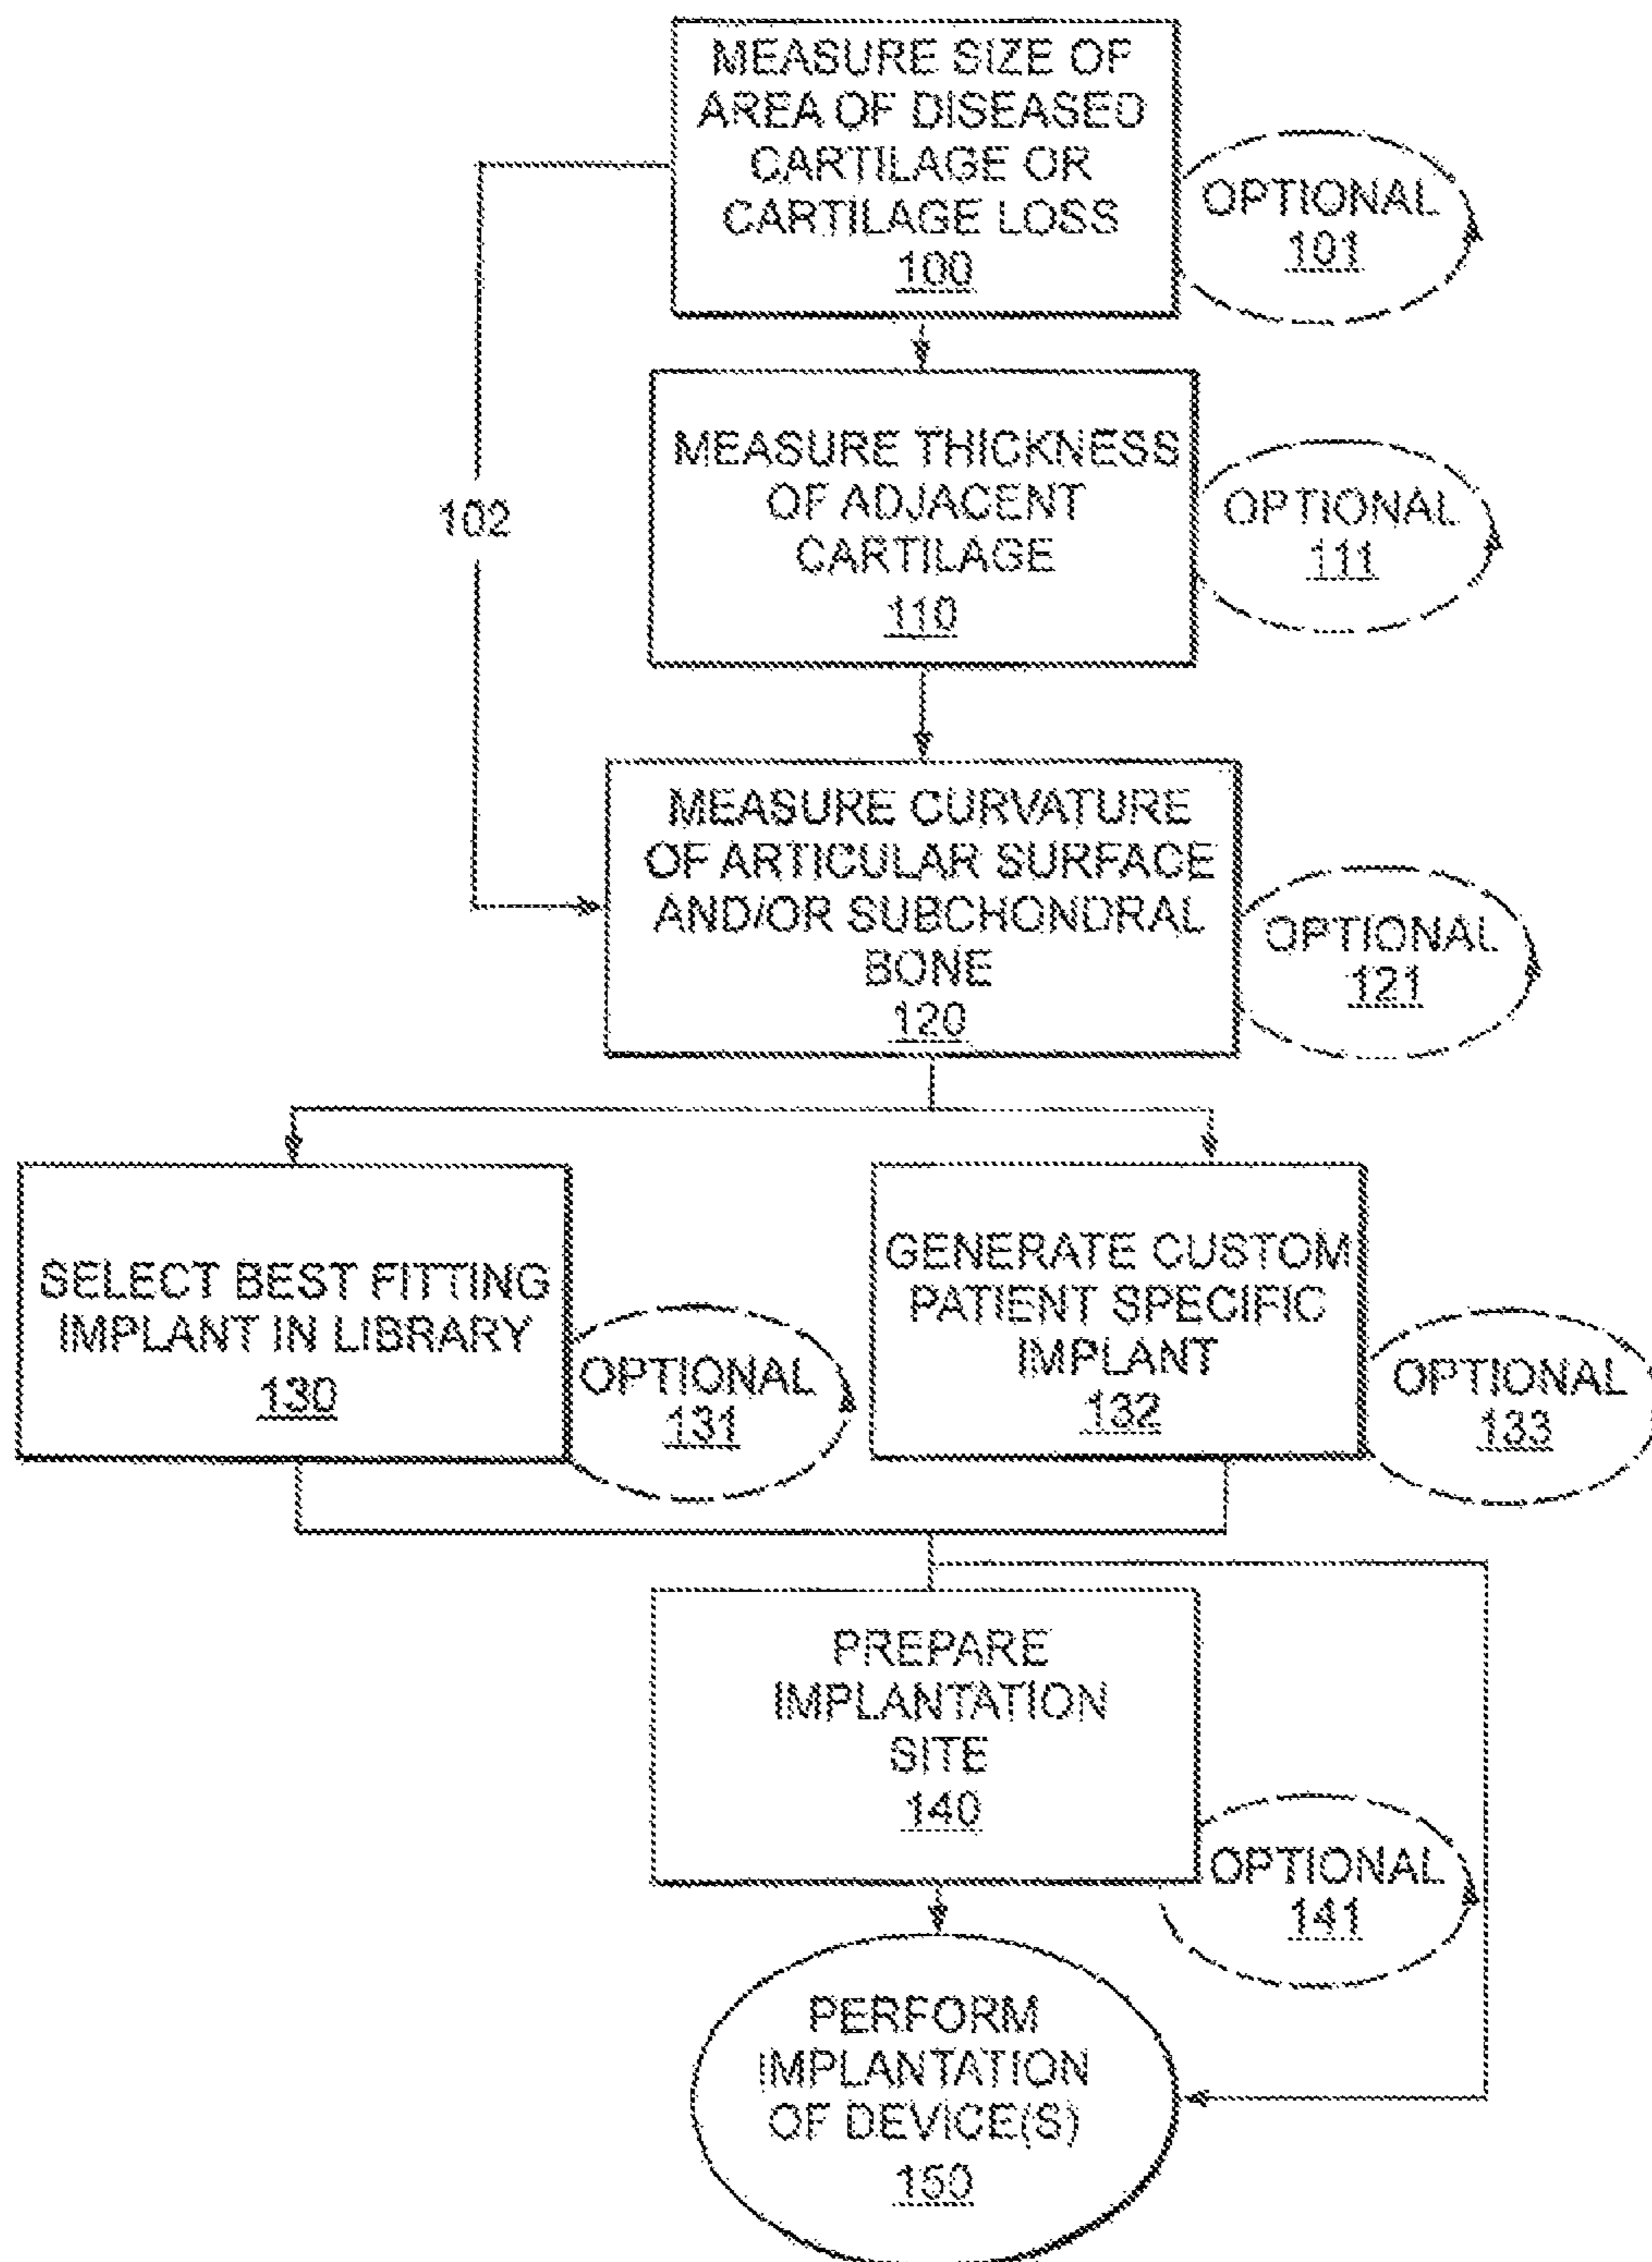 MEASURE SIZE OF
AREA OF DISEASED
CARTILAGE OR
CARTILAGE LOSS
100
OPTIONAL
101
MEASURE THICKNESS
OF ADJACENT
CARTILAGE
110
OPTIONAL
111
102
MEASURE CURVATURE
OF ARTICULAR SURFACE
AND/OR SUBCHONDRAL
BONE
120
OPTIONAL
121
SELECT BEST FITTING
IMPLANT IN LIBRARY
130
OPTIONAL
131
GENERATE CUSTOM
PATIENT SPECIFIC
IMPLANT
132
OPTIONAL
133
PREPARE
IMPLANTATION
SITE
140
OPTIONAL
141
PERFORM
IMPLANTATION
OF DEVICE(S)
150